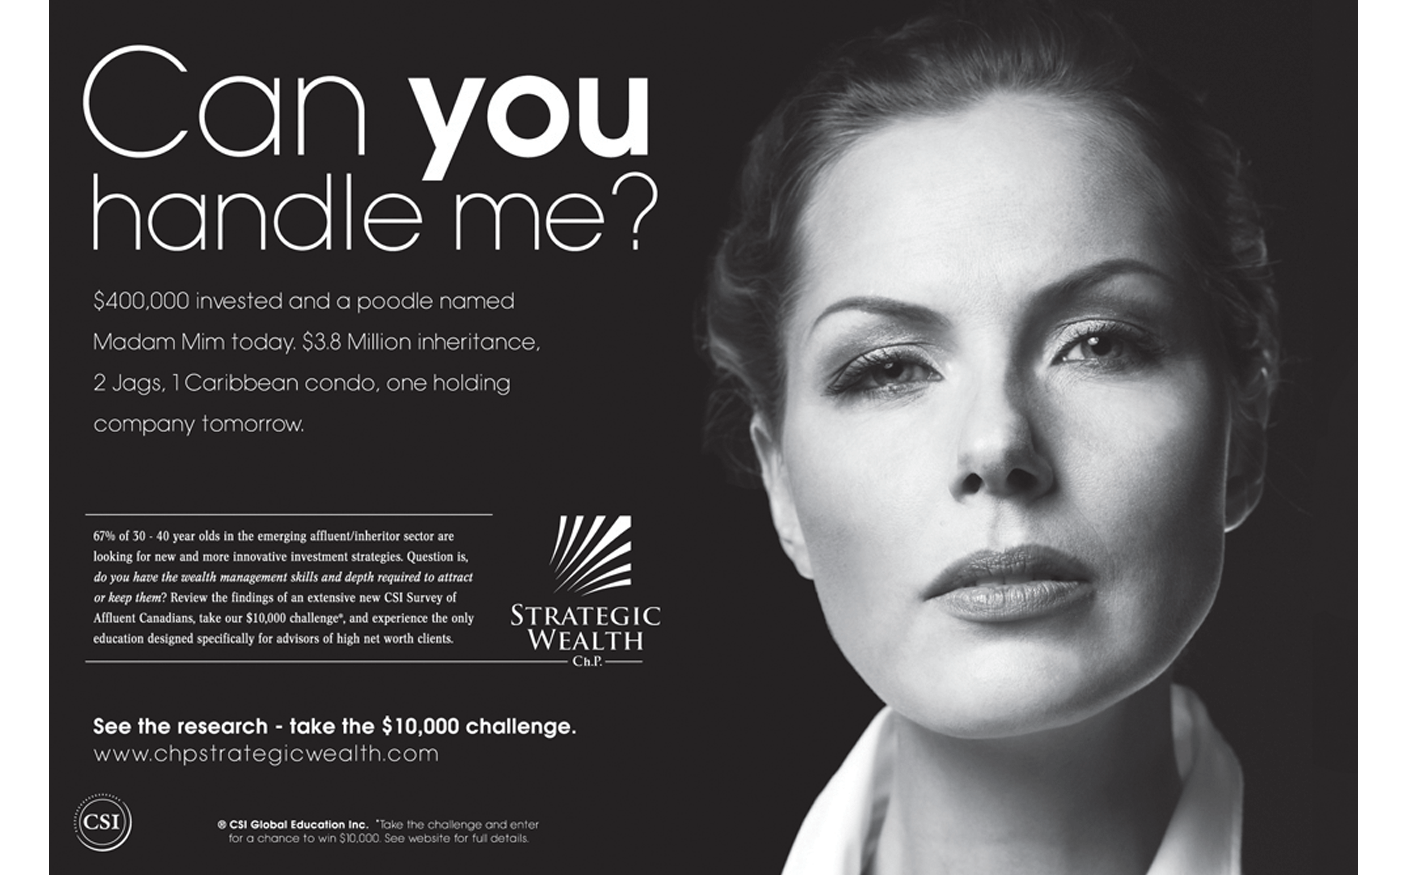 Can you
handle me?
$400,000 invested and a poodle named
Madam Mim today. $3.8 Million inheritance,
2 Jags, 1 Caribbean condo, one holding
company tomorrow.
67% of 30 - 40 year olds in the emerging affluent/inheritor sector are
looking for new and more innovative investment strategies. Question is,
do you have the wealth management skills and depth required to attract
or keep them? Review the findings of an extensive new CSI Survey of
Affluent Canadians, take our $10,000 challenge*, and experience the only
education designed specifically for advisors of high net worth clients.
STRATEGIC
WEALTH
Ch.P.
See the research - take the $10,000 challenge.
www.chpstrategicwealth.com
CSI
® CSI Global Education Inc. *Take the challenge and enter
for a chance to win $10,000. See website for full details.